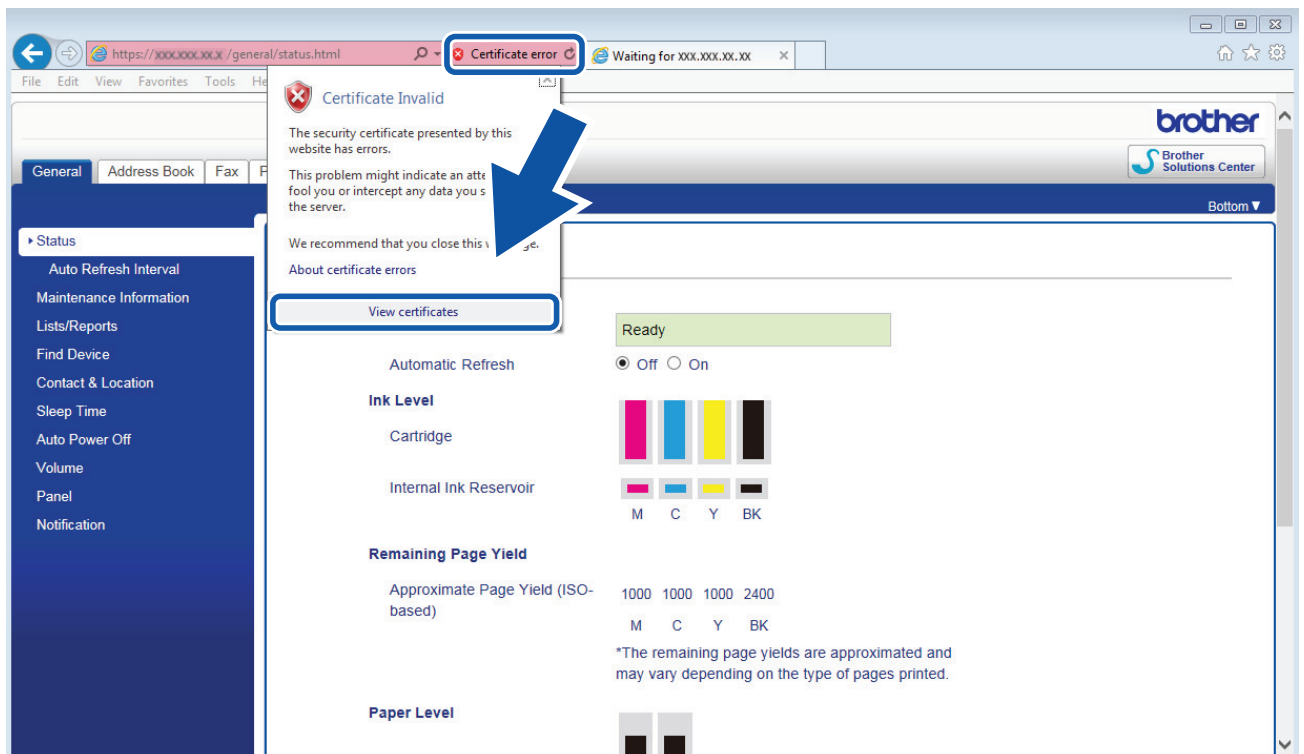 https://xxx.xxx.xx.x/general/status.html
Certificate error
Waiting for xxx.xxx.xx.xx
File Edit View Favorites Tools He
Certificate Invalid
The security certificate presented by this
website has errors.
This problem might indicate an atte
fool you or intercept any data you s
the server.
We recommend that you close this
About certificate errors
View certificates
brother
Brother
Solutions Center
General Address Book Fax P
Bottom▼
Status
Auto Refresh Interval
Maintenance Information
Lists/Reports
Find Device
Contact & Location
Sleep Time
Auto Power Off
Volume
Panel
Notification
Ready
Automatic Refresh Off On
Ink Level
Cartridge
Internal Ink Reservoir
M C Y BK
Remaining Page Yield
Approximate Page Yield (ISO-
based)
1000 1000 1000 2400
M C Y BK
*The remaining page yields are approximated and
may vary depending on the type of pages printed.
Paper Level